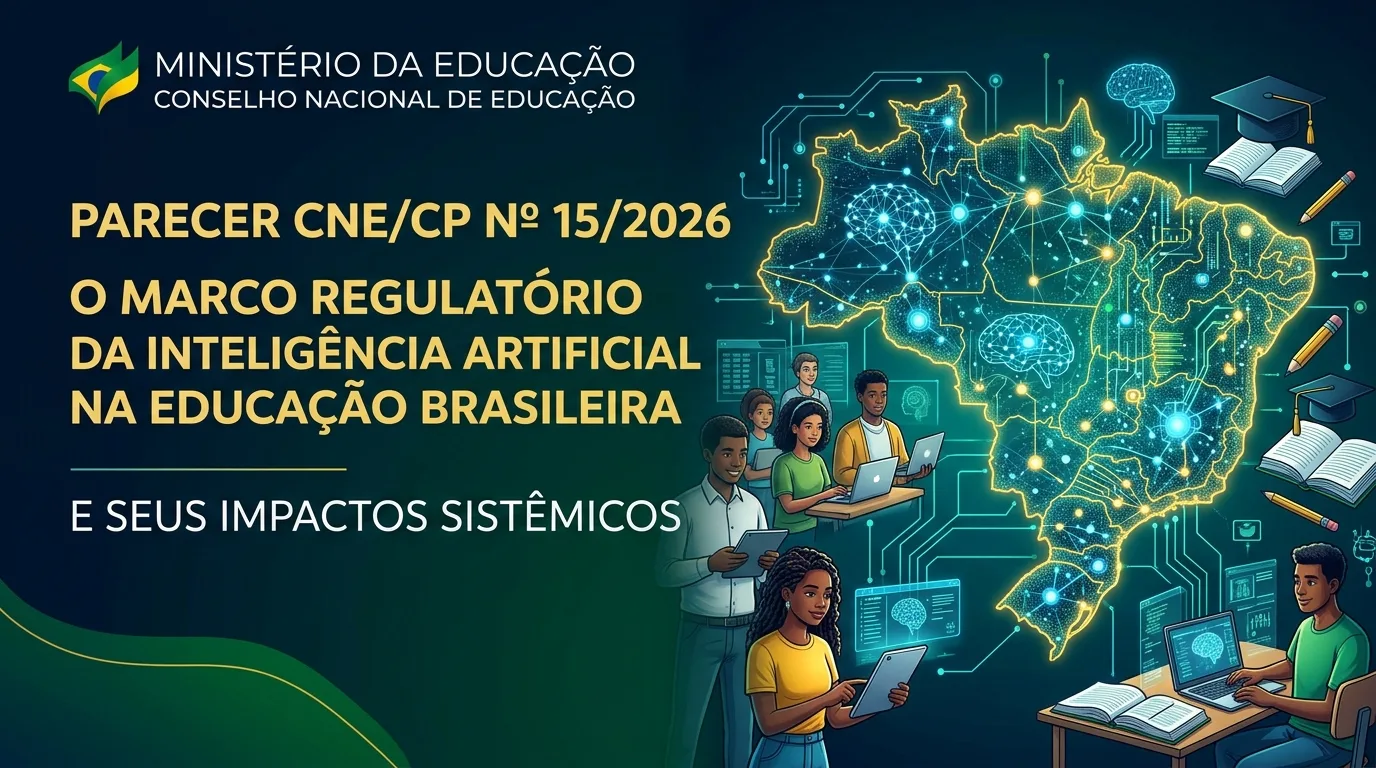 MINISTÉRIO DA EDUCAÇÃO
CONSELHO NACIONAL DE EDUCAÇÃO
PARECER CNE/CP Nº 15/2026
O MARCO REGULATÓRIO
DA INTELIGÊNCIA ARTIFICIAL
NA EDUCAÇÃO BRASILEIRA
E SEUS IMPACTOS SISTÊMICOS